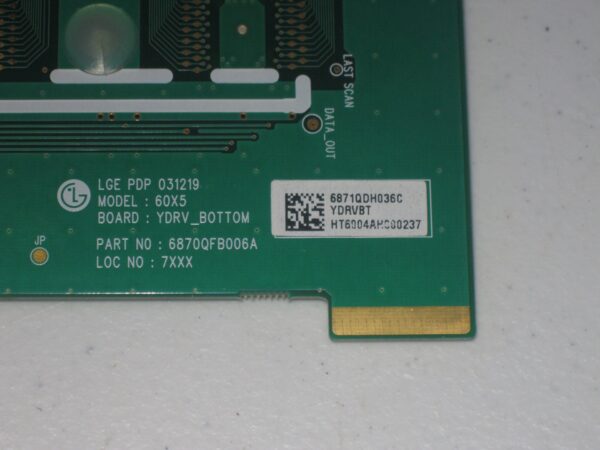 LAST SCAN
DATA_OUT
LG
LGE PDP 031219
MODEL : 60X5
BOARD : YDRV_BOTTOM
JP
PART NO : 6870QFB006A
LOC NO : 7XXX
6871QDH036C
YDRVBT